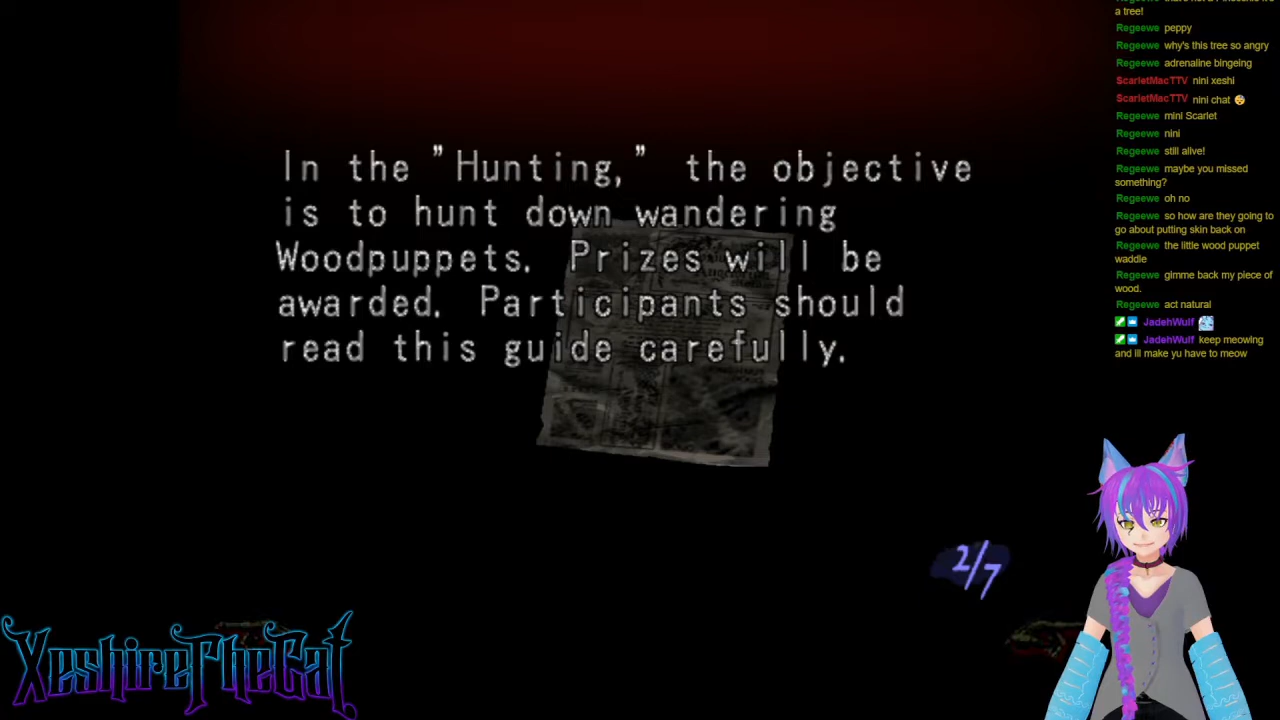 In the "Hunting," the objective
is to hunt down wandering
Woodpuppets. Prizes will be
awarded. Participants should
read this guide carefully.
2/7
XeshireTheCat
a tree!
Regeewe peppy
Regeewe why's this tree so angry
Regeewe adrenaline bingeing
ScarletMacTTV nini xeshi
ScarletMacTTV nini chat 😴
Regeewe mini Scarlet
Regeewe nini
Regeewe still alive!
Regeewe maybe you missed
something?
Regeewe oh no
Regeewe so how are they going to
go about putting skin back on
Regeewe the little wood puppet
waddle
Regeewe gimme back my piece of
wood.
Regeewe act natural
JadehWulf
JadehWulf keep meowing
and ill make yu have to meow